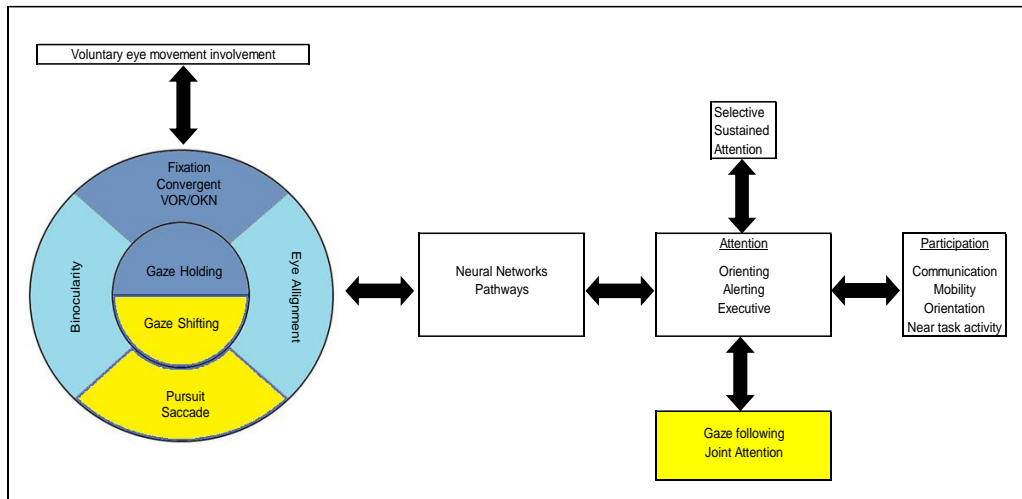 Voluntary eye movement involvement
Fixation
Convergent
VOR/OKN
Binocularity
Eye Allignment
Gaze Holding
Gaze Shifting
Pursuit
Saccade
Neural Networks
Pathways
Selective
Sustained
Attention
Attention
Orienting
Alerting
Executive
Participation
Communication
Mobility
Orientation
Near task activity
Gaze following
Joint Attention